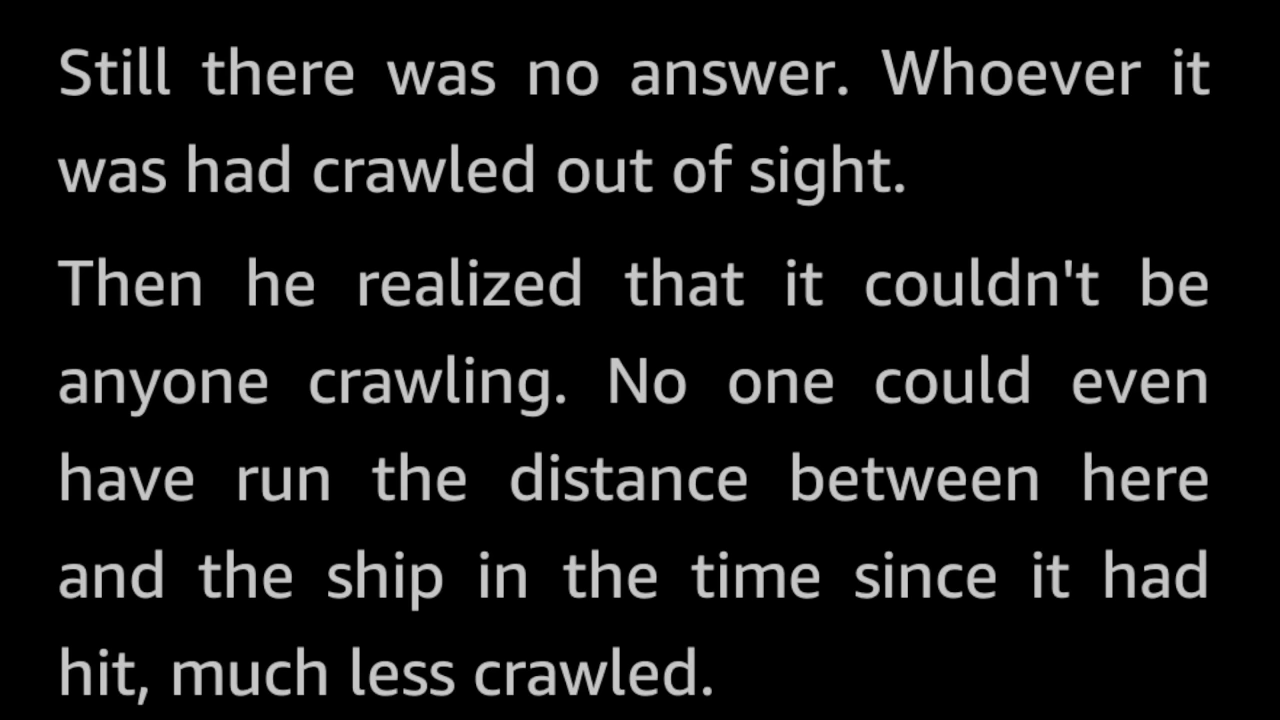 Still there was no answer. Whoever it
was had crawled out of sight.
Then he realized that it couldn't be
anyone crawling. No one could even
have run the distance between here
and the ship in the time since it had
hit, much less crawled.